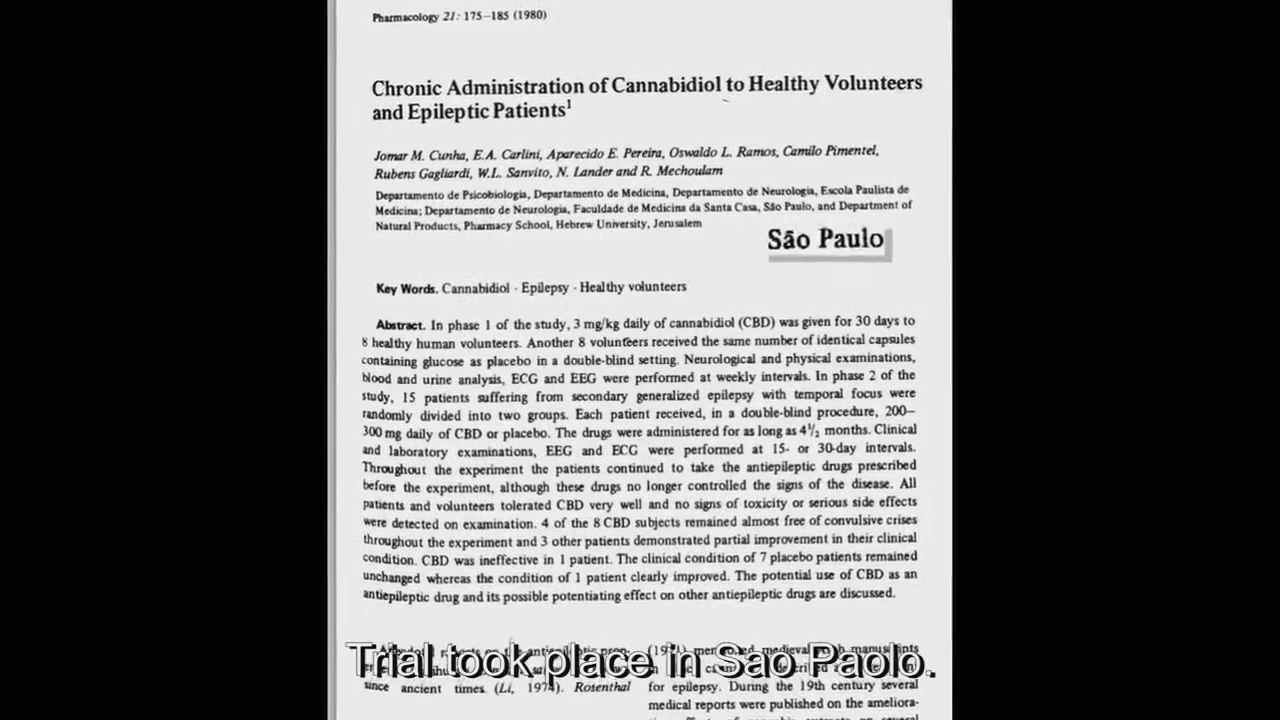 Pharmacology 21: 175–185 (1980)
Chronic Administration of Cannabidiol to Healthy Volunteers
and Epileptic Patients¹
Jomar M. Cunha, E.A. Carlini, Aparecido E. Pereira, Oswaldo L. Ramos, Camilo Pimentel,
Rubens Gagliardi, W.L. Sanvito, N. Lander and R. Mechoulam
Departamento de Psicobiologia, Departamento de Medicina, Departamento de Neurologia, Escola Paulista de
Medicina; Departamento de Neurologia, Faculdade de Medicina da Santa Casa, São Paulo, and Department of
Natural Products, Pharmacy School, Hebrew University, Jerusalem
São Paulo
Key Words. Cannabidiol · Epilepsy · Healthy volunteers
Abstract. In phase 1 of the study, 3 mg/kg daily of cannabidiol (CBD) was given for 30 days to
8 healthy human volunteers. Another 8 volunteers received the same number of identical capsules
containing glucose as placebo in a double-blind setting. Neurological and physical examinations,
blood and urine analysis, ECG and EEG were performed at weekly intervals. In phase 2 of the
study, 15 patients suffering from secondary generalized epilepsy with temporal focus were
randomly divided into two groups. Each patient received, in a double-blind procedure, 200–
300 mg daily of CBD or placebo. The drugs were administered for as long as 4½ months. Clinical
and laboratory examinations, EEG and ECG were performed at 15- or 30-day intervals.
Throughout the experiment the patients continued to take the antiepileptic drugs prescribed
before the experiment, although these drugs no longer controlled the signs of the disease. All
patients and volunteers tolerated CBD very well and no signs of toxicity or serious side effects
were detected on examination. 4 of the 8 CBD subjects remained almost free of convulsive crises
throughout the experiment and 3 other patients demonstrated partial improvement in their clinical
condition. CBD was ineffective in 1 patient. The clinical condition of 7 placebo patients remained
unchanged whereas the condition of 1 patient clearly improved. The potential use of CBD as an
antiepileptic drug and its possible potentiating effect on other antiepileptic drugs are discussed.
since ancient times (Li, 1974). Rosenthal
medieval manuscripts
for epilepsy. During the 19th century several
medical reports were published on the ameliora-
Trial took place in Sao Paolo.